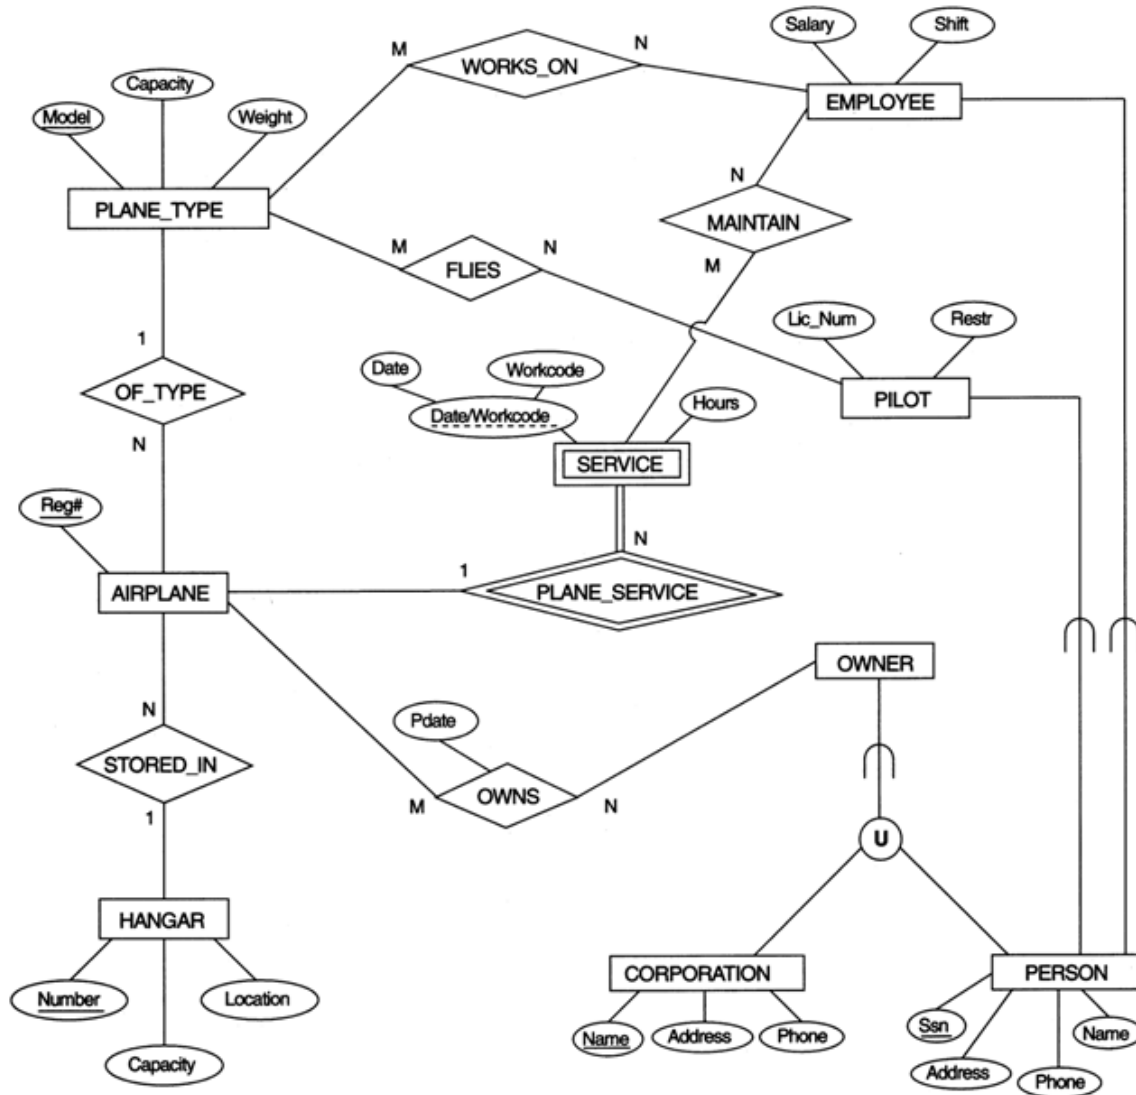 Salary
Shift
M
WORKS_ON
N
EMPLOYEE
Capacity
Model
Weight
PLANE_TYPE
N
MAINTAIN
M
M
FLIES
N
Lic_Num
Restr
PILOT
1
OF_TYPE
N
Date
Workcode
Date/Workcode
Hours
SERVICE
Reg#
AIRPLANE
1
N
PLANE_SERVICE
OWNER
N
STORED_IN
1
Pdate
M
OWNS
N
U
HANGAR
Number
Location
Capacity
CORPORATION
Name
Address
Phone
PERSON
Ssn
Name
Address
Phone